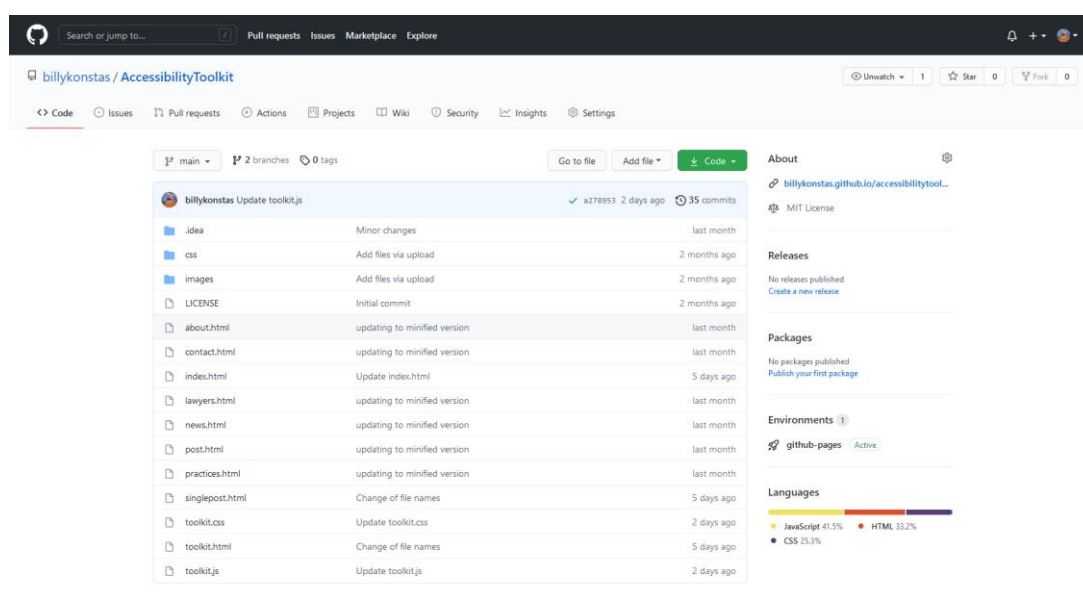 Search or jump to... /
Pull requests Issues Marketplace Explore
billykonstas / AccessibilityToolkit
Unwatch 1 Star 0 Fork 0
Code Issues Pull requests Actions Projects Wiki Security Insights Settings
main 2 branches 0 tags Go to file Add file Code
billykonstas Update toolkit.js a278953 2 days ago 35 commits
.idea Minor changes last month
css Add files via upload 2 months ago
images Add files via upload 2 months ago
LICENSE Initial commit 2 months ago
about.html updating to minified version last month
contact.html updating to minified version last month
index.html Update index.html 5 days ago
lawyers.html updating to minified version last month
news.html updating to minified version last month
post.html updating to minified version last month
practices.html updating to minified version last month
singlepost.html Change of file names 5 days ago
toolkit.css Update toolkit.css 2 days ago
toolkit.html Change of file names 5 days ago
toolkit.js Update toolkit.js 2 days ago
About
billykonstas.github.io/accessibilitytool...
MIT License
Releases
No releases published
Create a new release
Packages
No packages published
Publish your first package
Environments 1
github-pages Active
Languages
JavaScript 41.5% HTML 33.2%
CSS 25.3%